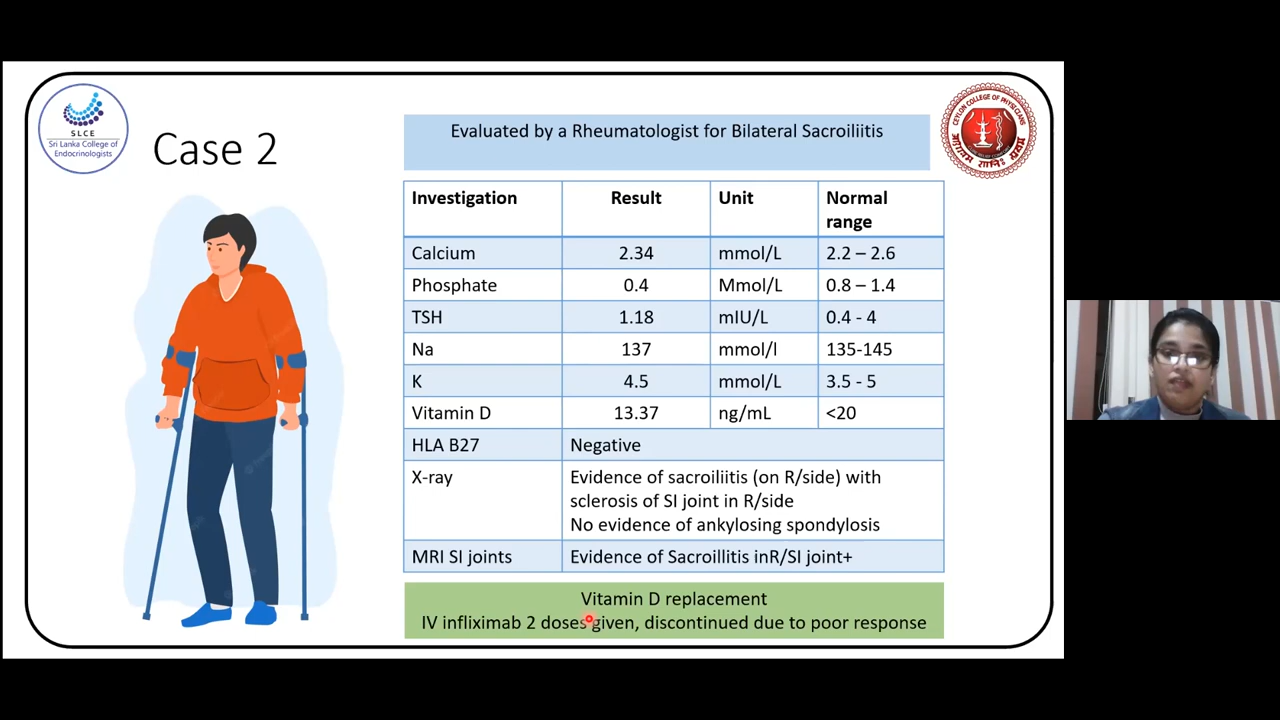 SLCE
Sri Lanka College of
Endocrinologists
Case 2
Evaluated by a Rheumatologist for Bilateral Sacroiliitis
CEYLON COLLEGE OF PHYSICIANS
Investigation Result Unit Normal
range
Calcium 2.34 mmol/L 2.2 – 2.6
Phosphate 0.4 Mmol/L 0.8 – 1.4
TSH 1.18 mIU/L 0.4 - 4
Na 137 mmol/l 135-145
K 4.5 mmol/L 3.5 - 5
Vitamin D 13.37 ng/mL <20
HLA B27 Negative
X-ray Evidence of sacroiliitis (on R/side) with
sclerosis of SI joint in R/side
No evidence of ankylosing spondylosis
MRI SI joints Evidence of Sacroillitis inR/SI joint+
Vitamin D replacement
IV infliximab 2 doses given, discontinued due to poor response